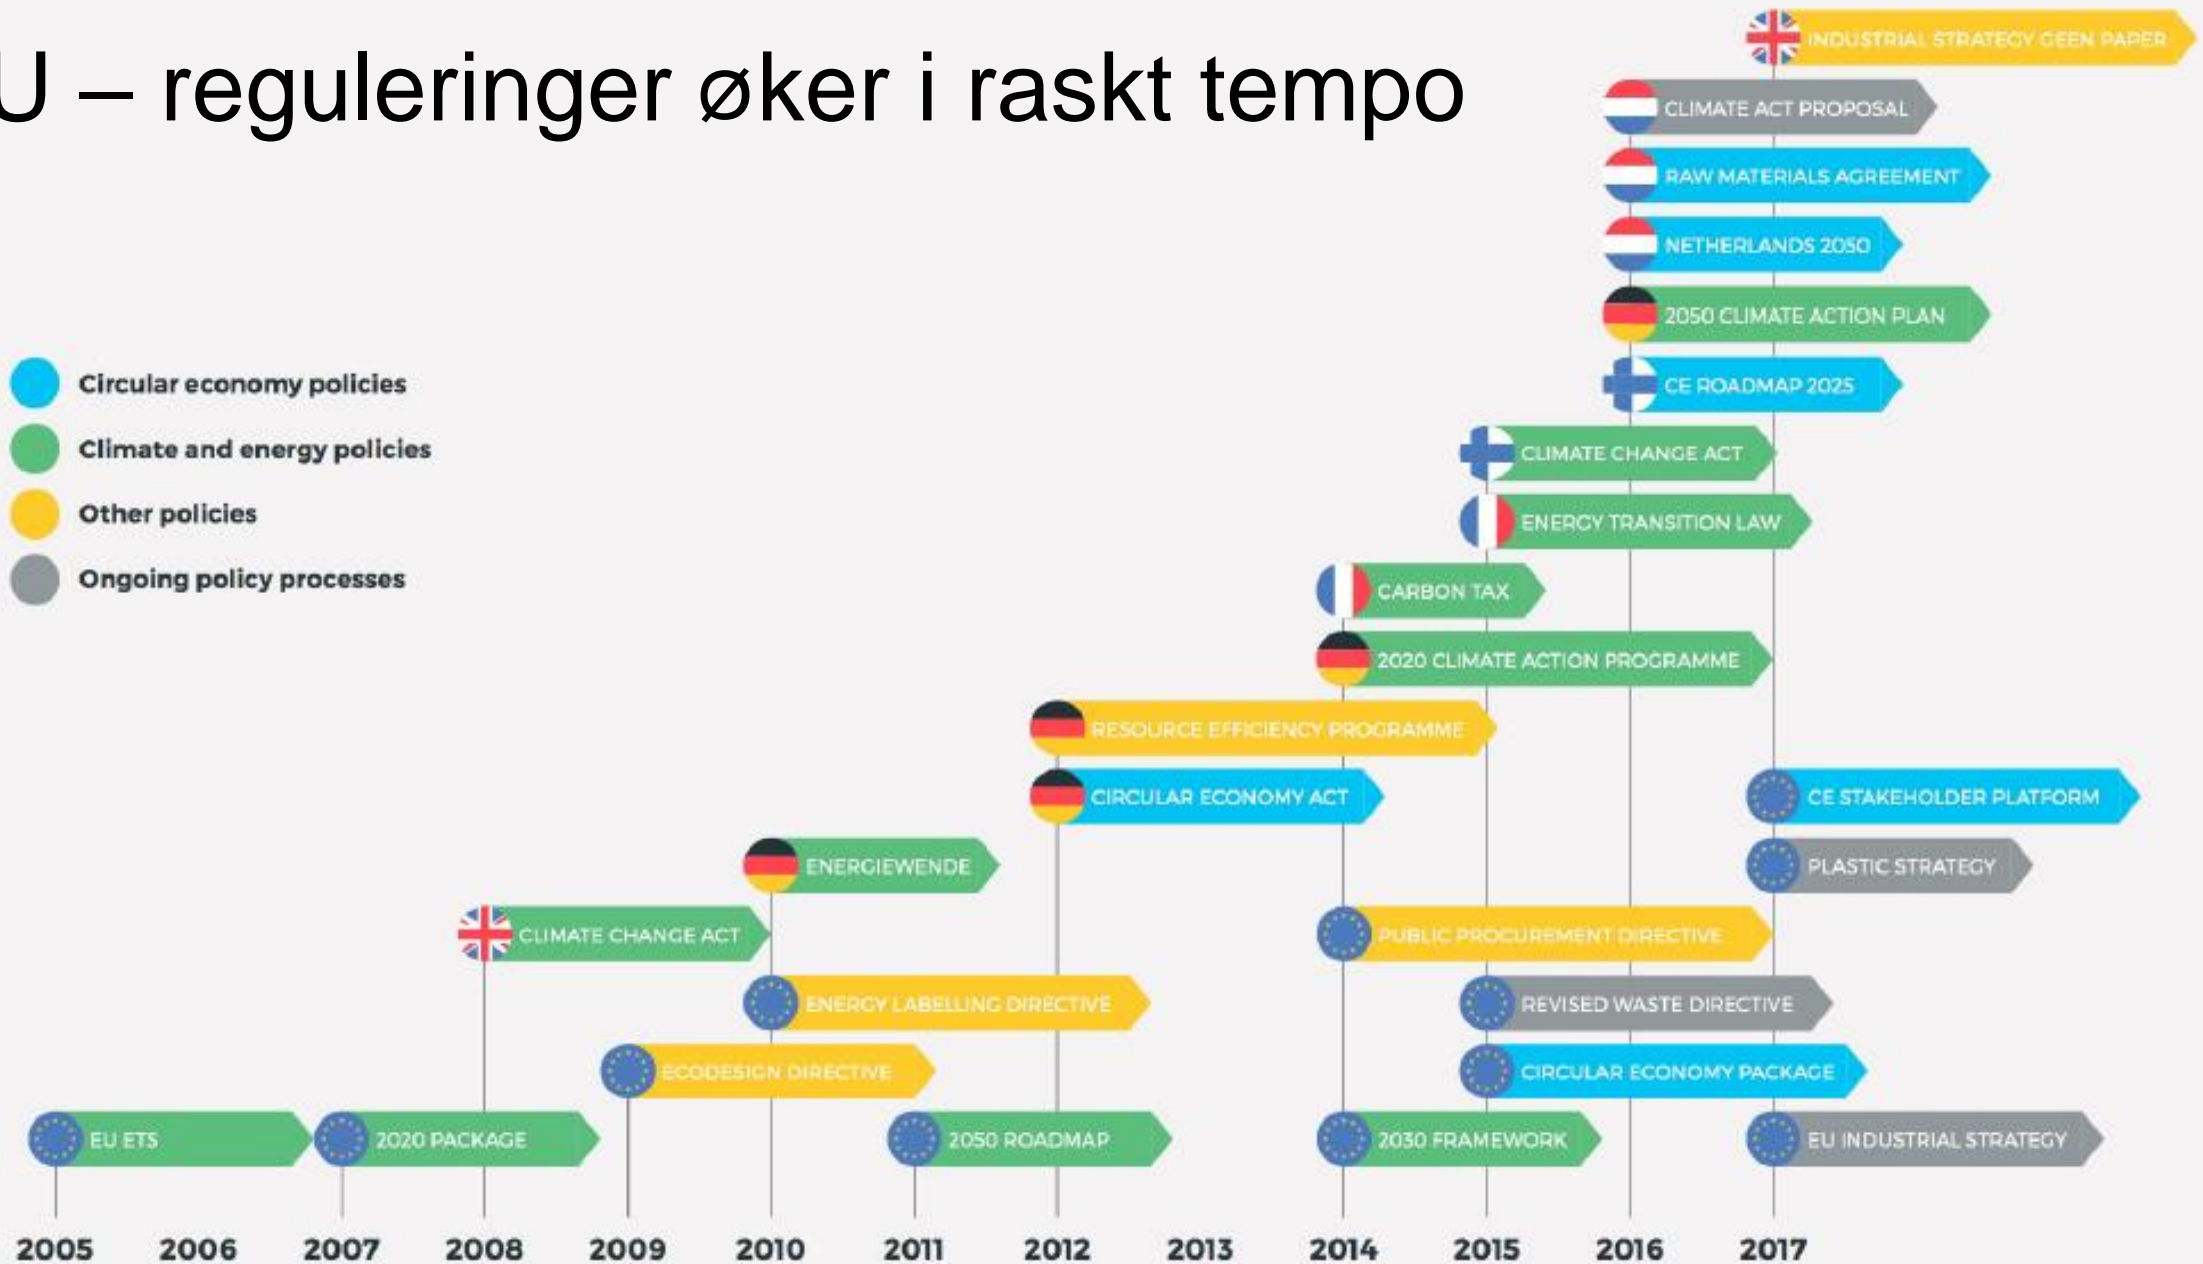 U – reguleringer øker i raskt tempo
INDUSTRIAL STRATEGY GEEN PAPER
CLIMATE ACT PROPOSAL
RAW MATERIALS AGREEMENT
NETHERLANDS 2050
2050 CLIMATE ACTION PLAN
CE ROADMAP 2025
CLIMATE CHANGE ACT
ENERGY TRANSITION LAW
CARBON TAX
2020 CLIMATE ACTION PROGRAMME
RESOURCE EFFICIENCY PROGRAMME
CIRCULAR ECONOMY ACT
CE STAKEHOLDER PLATFORM
ENERGIEWENDE
PLASTIC STRATEGY
CLIMATE CHANGE ACT
PUBLIC PROCUREMENT DIRECTIVE
ENERGY LABELLING DIRECTIVE
REVISED WASTE DIRECTIVE
ECODESIGN DIRECTIVE
CIRCULAR ECONOMY PACKAGE
EU ETS
2020 PACKAGE
2050 ROADMAP
2030 FRAMEWORK
EU INDUSTRIAL STRATEGY
Circular economy policies
Climate and energy policies
Other policies
Ongoing policy processes
2005 2006 2007 2008 2009 2010 2011 2012 2013 2014 2015 2016 2017